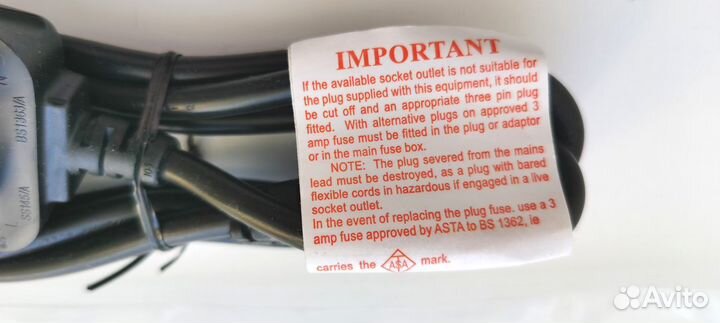 IMPORTANT
If the available socket outlet is not suitable for
the plug supplied with this equipment, it should
be cut off and an appropriate three pin plug
fitted. With alternative plugs on approved 3
amp fuse must be fitted in the plug or adaptor
or in the main fuse box.
NOTE: The plug severed from the mains
lead must be destroyed, as a plug with bared
flexible cords in hazardous if engaged in a live
socket outlet.
In the event of replacing the plug fuse. use a 3
amp fuse approved by ASTA to BS 1362, ie
carries the ASA mark.
N
BS1363/A
SS145/A
L
Avito